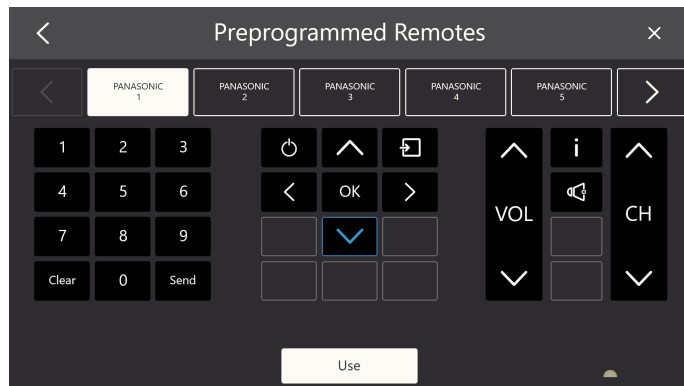 Preprogrammed Remotes
PANASONIC
1
PANASONIC
2
PANASONIC
3
PANASONIC
4
PANASONIC
5
1 2 3
4 5 OK 6
7 8 9
Clear 0 Send
VOL
i
CH
Use